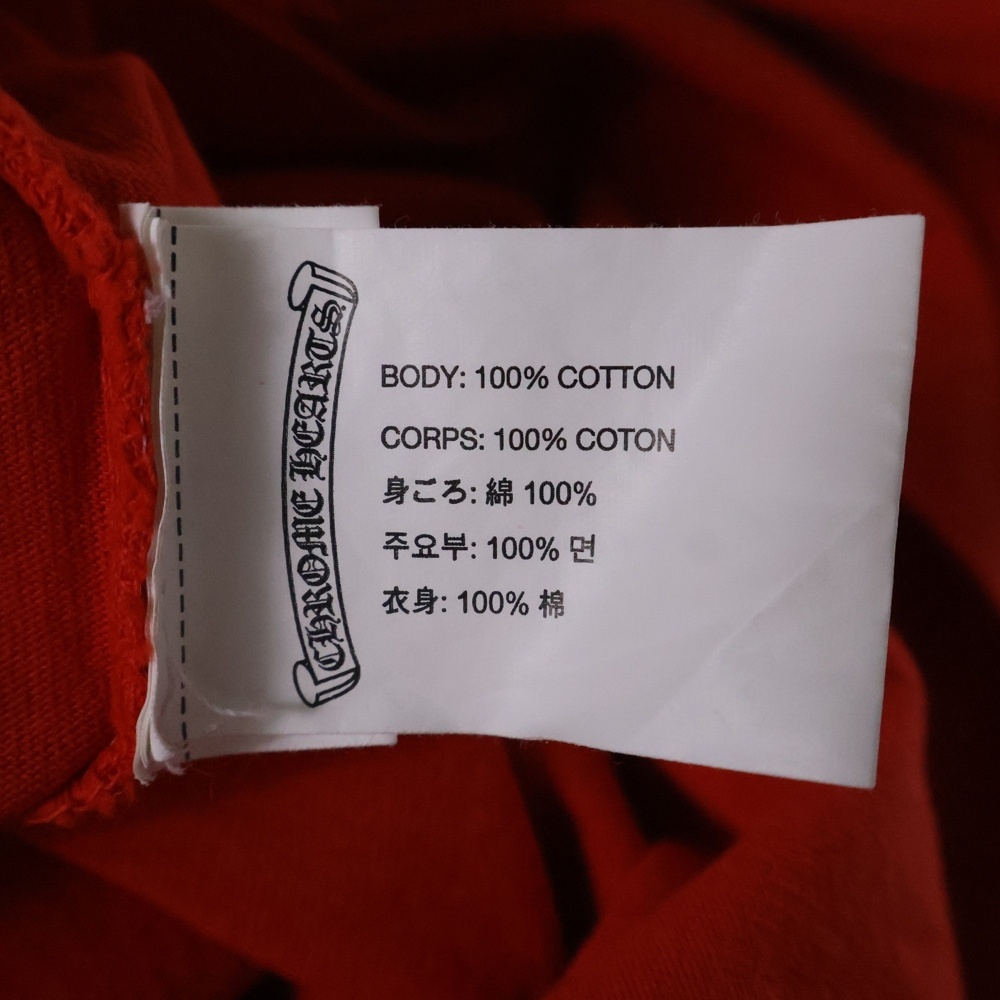 CHROME HEARTS
BODY: 100% COTTON
CORPS: 100% COTON
身ごろ: 綿 100%
주요부: 100% 면
衣身: 100% 棉